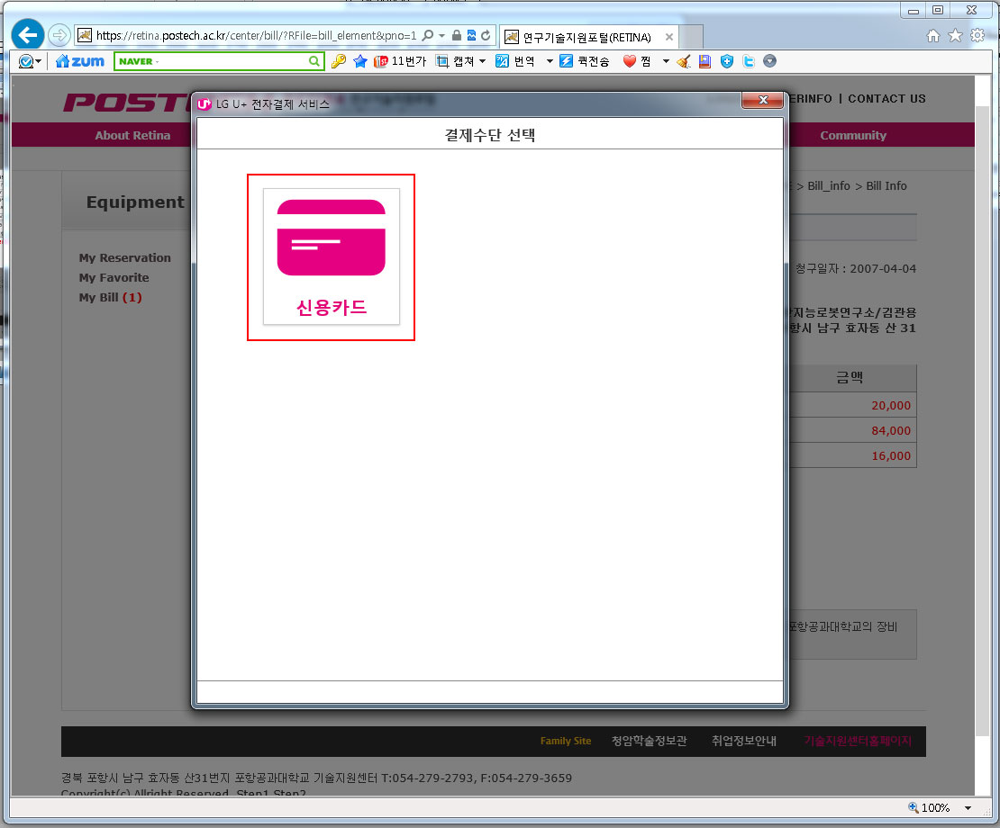 https://retina.postech.ac.kr/center/bill/?RFile=bill_element&pno=1
연구기술지원포털(RETINA)
zum NAVER 11번가 캡쳐 번역 퀵전송 찜
ERINFO | CONTACT US
About Retina Community
LG U+ 전자결제 서비스
결제수단 선택
신용카드
Equipment
> Bill_info > Bill Info
My Reservation
My Favorite
My Bill (1)
청구일자 : 2007-04-04
지능로봇연구소/김관용
항시 남구 효자동 산 31
금액
20,000
84,000
16,000
포항공과대학교의 장비
Family Site 청암학술정보관 취업정보안내 기술지원센터홈페이지
경북 포항시 남구 효자동 산31번지 포항공과대학교 기술지원센터 T:054-279-2793, F:054-279-3659
Copyright(c) Allright Reserved. Step1 Step2
100%